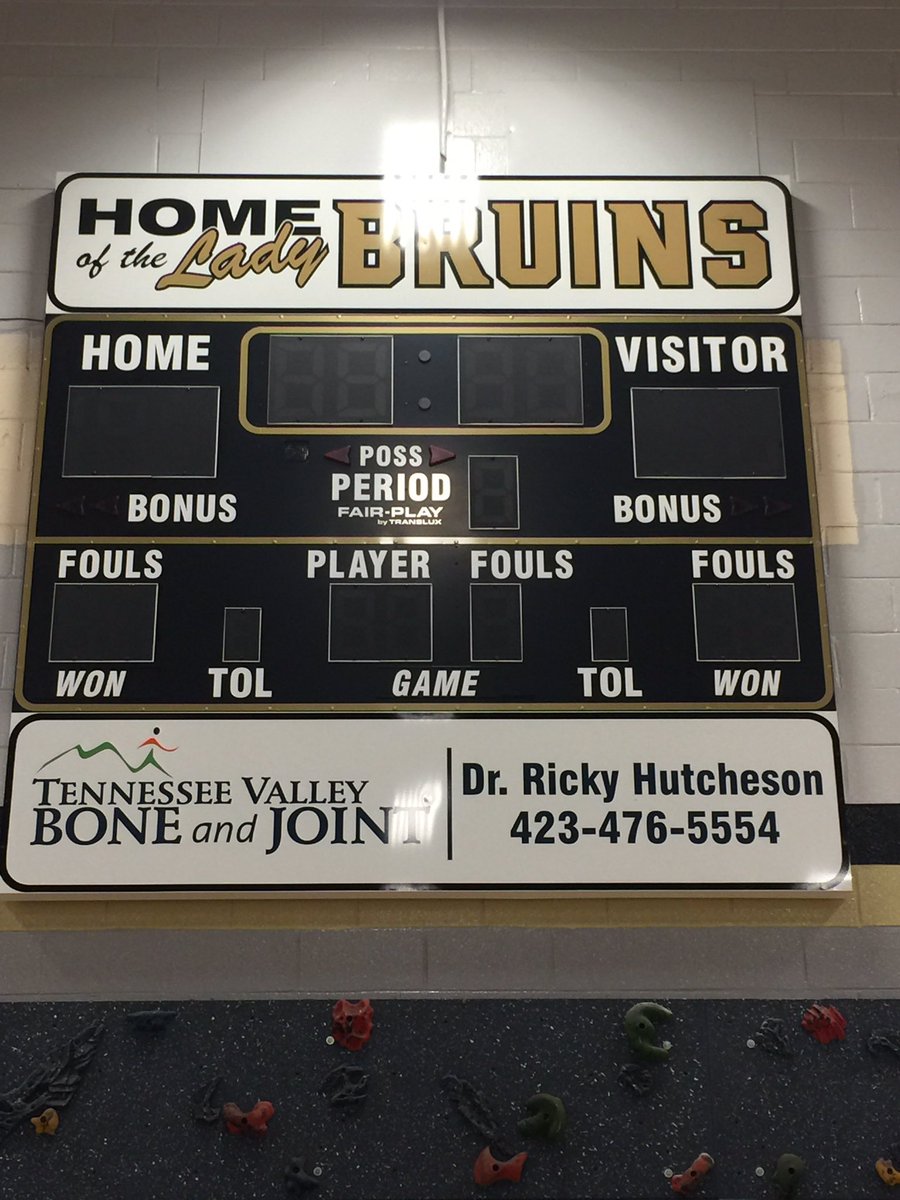 HOME
of the Lady BRUINS
HOME
VISITOR
POSS
PERIOD
FAIR-PLAY
by TRANSLUX
BONUS
BONUS
FOULS PLAYER FOULS FOULS
WON TOL GAME TOL WON
TENNESSEE VALLEY
BONE and JOINT
Dr. Ricky Hutcheson
423-476-5554